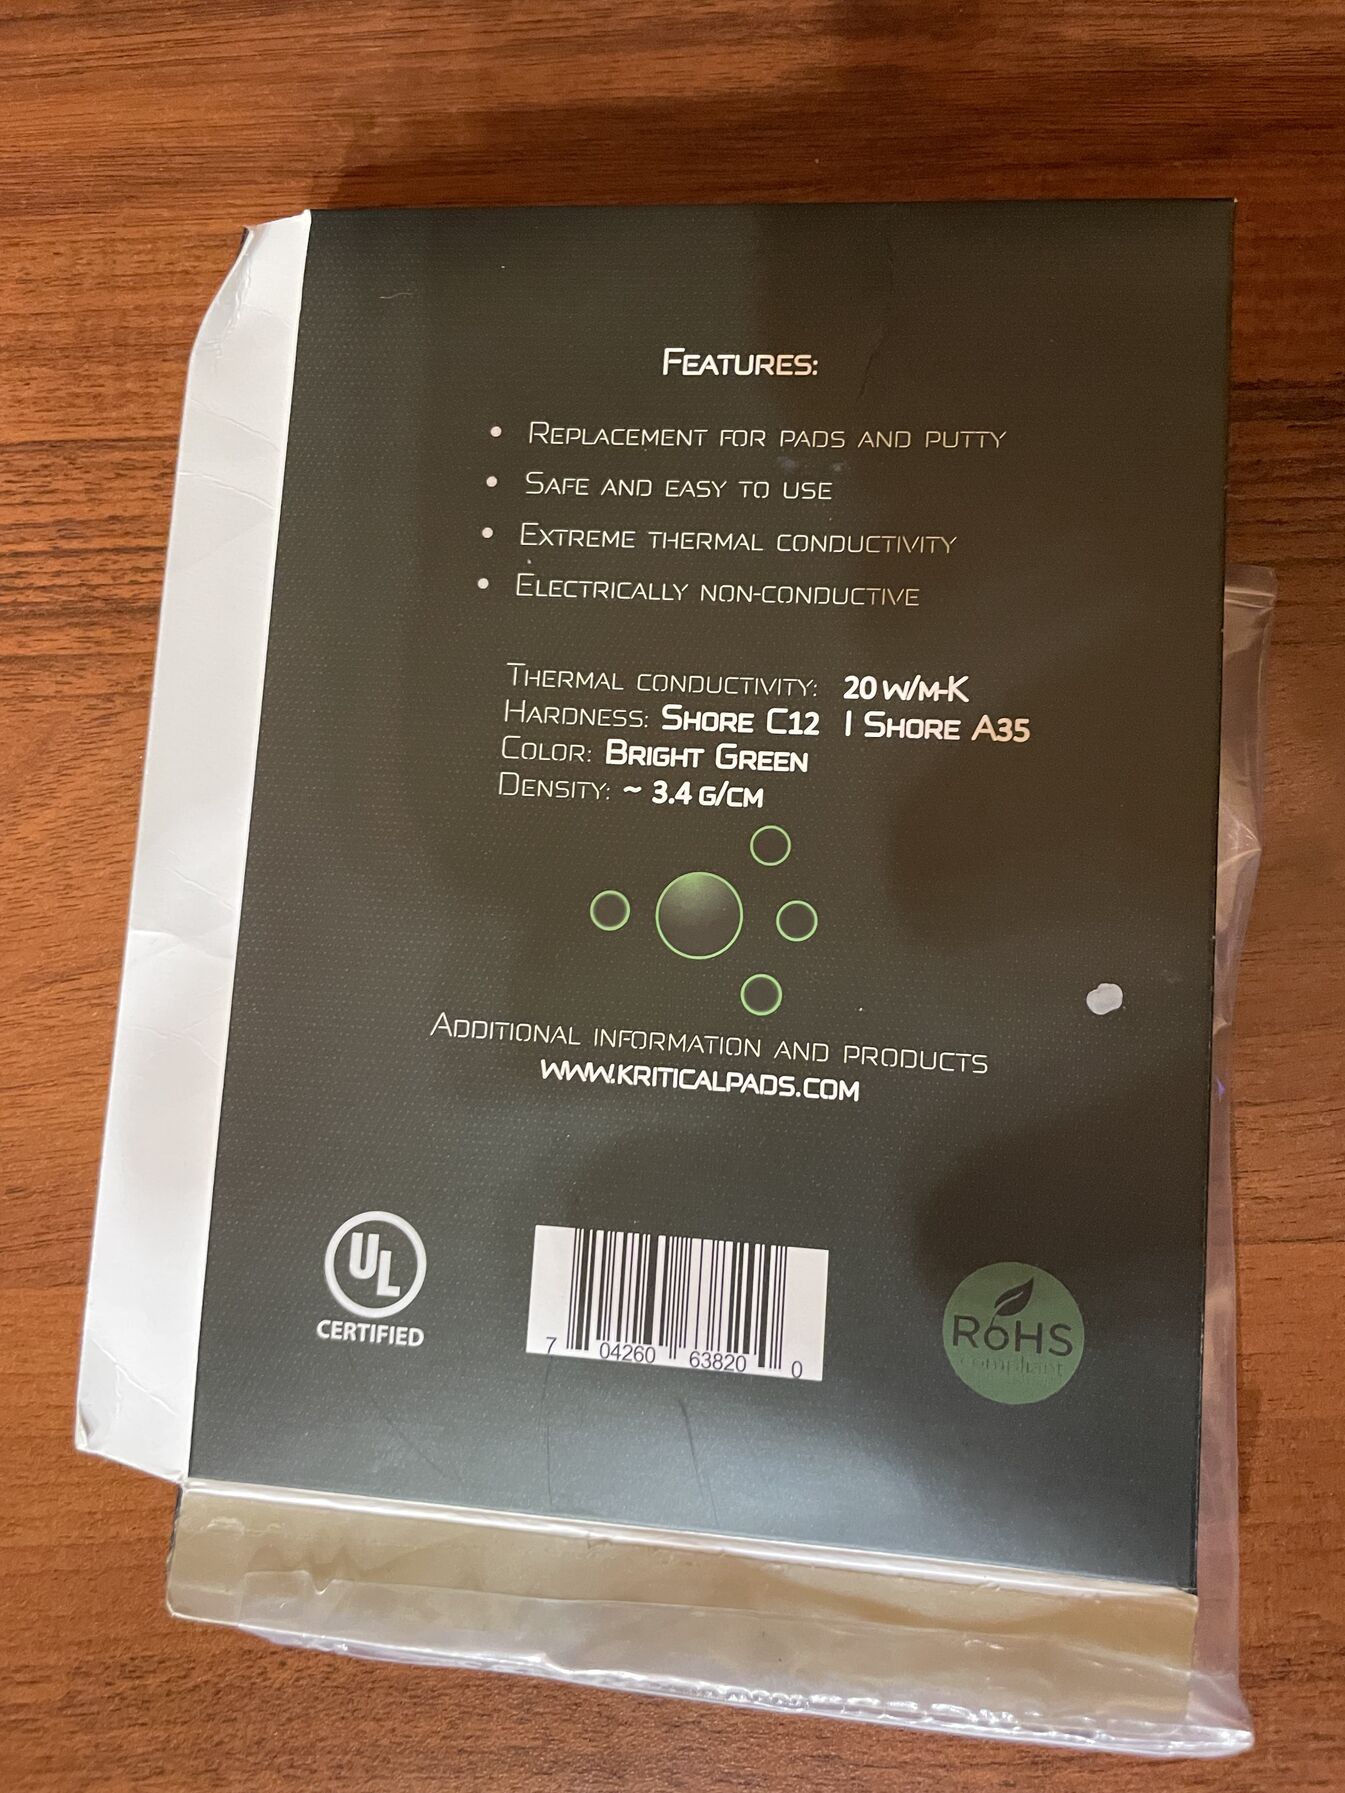 FEATURES:
• REPLACEMENT FOR PADS AND PUTTY
• SAFE AND EASY TO USE
• EXTREME THERMAL CONDUCTIVITY
• ELECTRICALLY NON-CONDUCTIVE
THERMAL CONDUCTIVITY: 20 W/M-K
HARDNESS: SHORE C12 | SHORE A35
COLOR: BRIGHT GREEN
DENSITY: ~ 3.4 G/CM
ADDITIONAL INFORMATION AND PRODUCTS
WWW.KRITICALPADS.COM
UL
CERTIFIED
7 04260 63820 0
RoHS
compliant